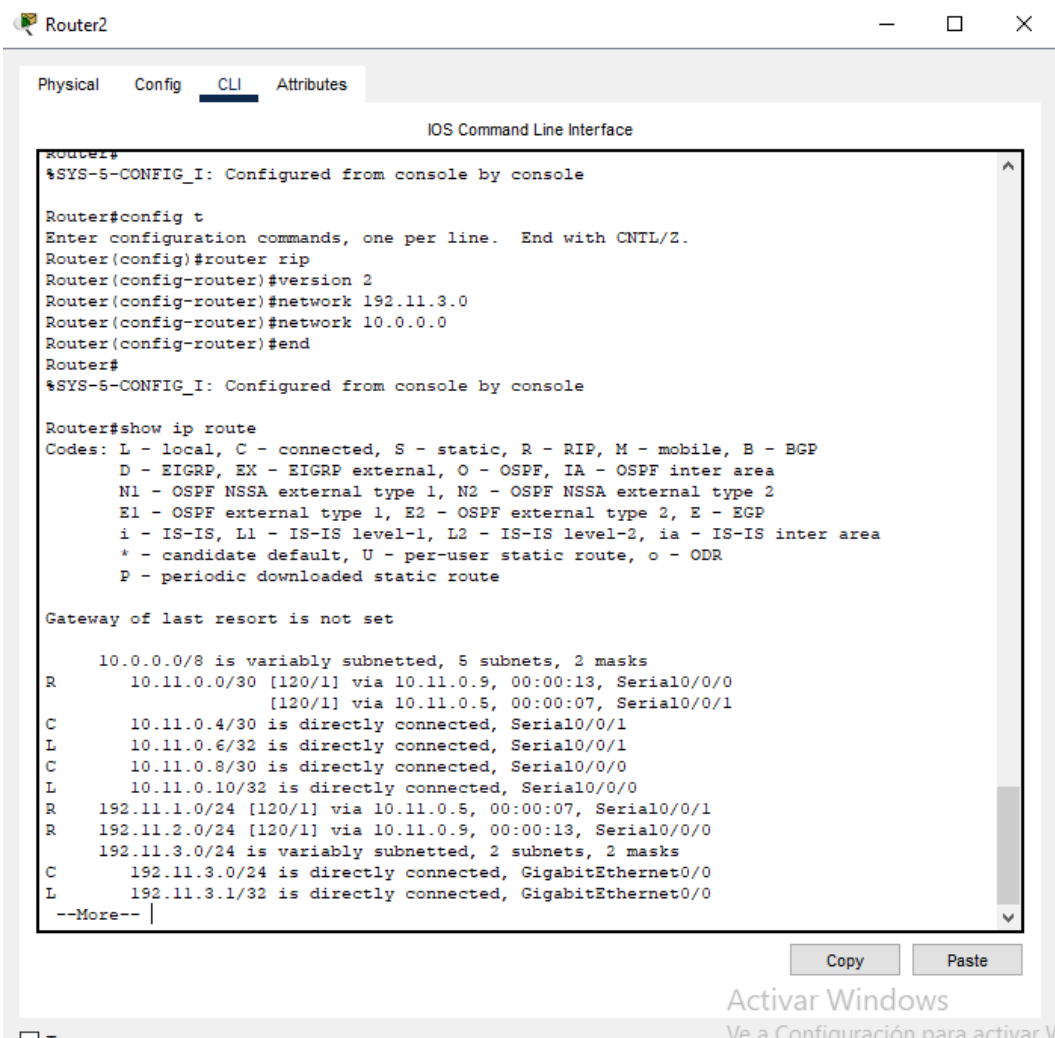 Router2
Physical Config CLI Attributes
IOS Command Line Interface
Router#
%SYS-5-CONFIG_I: Configured from console by console
Router#config t
Enter configuration commands, one per line.  End with CNTL/Z.
Router(config)#router rip
Router(config-router)#version 2
Router(config-router)#network 192.11.3.0
Router(config-router)#network 10.0.0.0
Router(config-router)#end
Router#
%SYS-5-CONFIG_I: Configured from console by console
Router#show ip route
Codes: L - local, C - connected, S - static, R - RIP, M - mobile, B - BGP
       D - EIGRP, EX - EIGRP external, O - OSPF, IA - OSPF inter area
       N1 - OSPF NSSA external type 1, N2 - OSPF NSSA external type 2
       E1 - OSPF external type 1, E2 - OSPF external type 2, E - EGP
       i - IS-IS, L1 - IS-IS level-1, L2 - IS-IS level-2, ia - IS-IS inter area
       * - candidate default, U - per-user static route, o - ODR
       P - periodic downloaded static route
Gateway of last resort is not set
     10.0.0.0/8 is variably subnetted, 5 subnets, 2 masks
R       10.11.0.0/30 [120/1] via 10.11.0.9, 00:00:13, Serial0/0/0
                     [120/1] via 10.11.0.5, 00:00:07, Serial0/0/1
C       10.11.0.4/30 is directly connected, Serial0/0/1
L       10.11.0.6/32 is directly connected, Serial0/0/1
C       10.11.0.8/30 is directly connected, Serial0/0/0
L       10.11.0.10/32 is directly connected, Serial0/0/0
R    192.11.1.0/24 [120/1] via 10.11.0.5, 00:00:07, Serial0/0/1
R    192.11.2.0/24 [120/1] via 10.11.0.9, 00:00:13, Serial0/0/0
     192.11.3.0/24 is variably subnetted, 2 subnets, 2 masks
C       192.11.3.0/24 is directly connected, GigabitEthernet0/0
L       192.11.3.1/32 is directly connected, GigabitEthernet0/0
 --More--
Copy Paste
Activar Windows
Ve a Configuración para activar